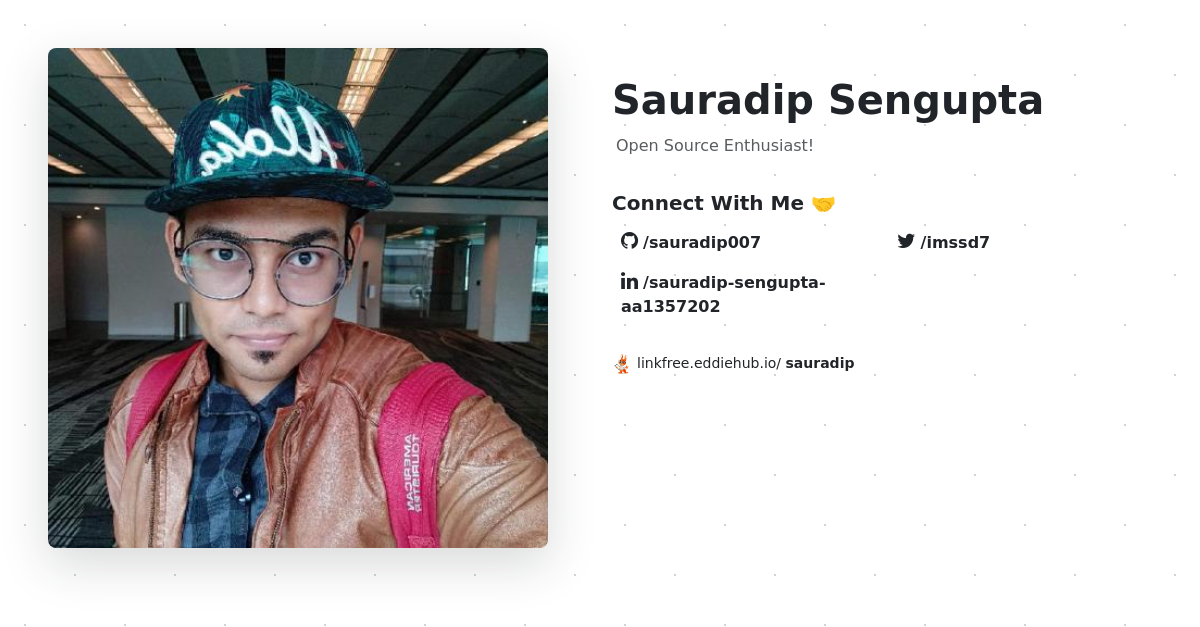 Aloha
AMERICAN
TOURISTER
Sauradip Sengupta
Open Source Enthusiast!
Connect With Me 🤝
/sauradip007
/imssd7
/sauradip-sengupta-
aa1357202
linkfree.eddiehub.io/ sauradip